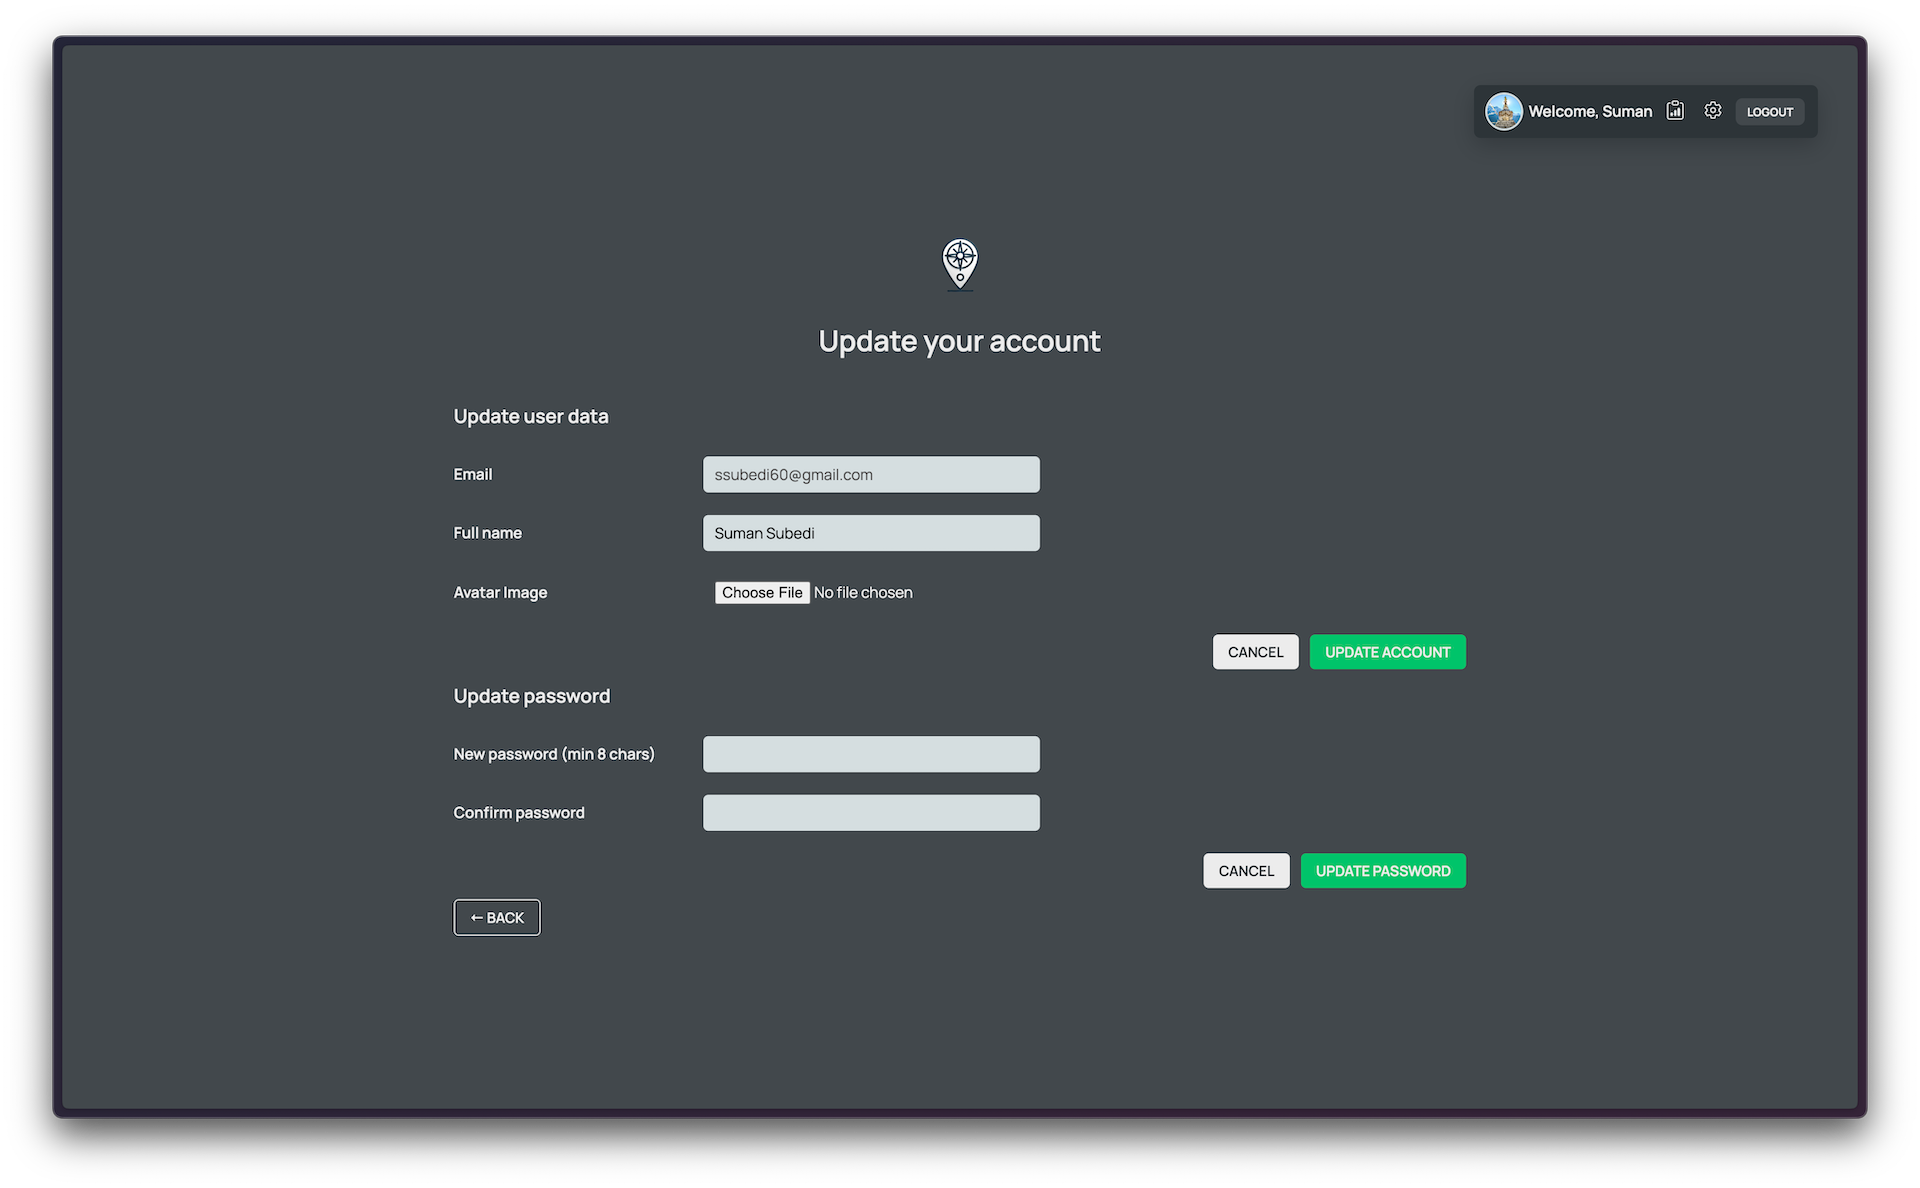 Welcome, Suman LOGOUT
Update your account
Update user data
Email ssubedi60@gmail.com
Full name Suman Subedi
Avatar Image Choose File No file chosen
CANCEL UPDATE ACCOUNT
Update password
New password (min 8 chars)
Confirm password
CANCEL UPDATE PASSWORD
← BACK